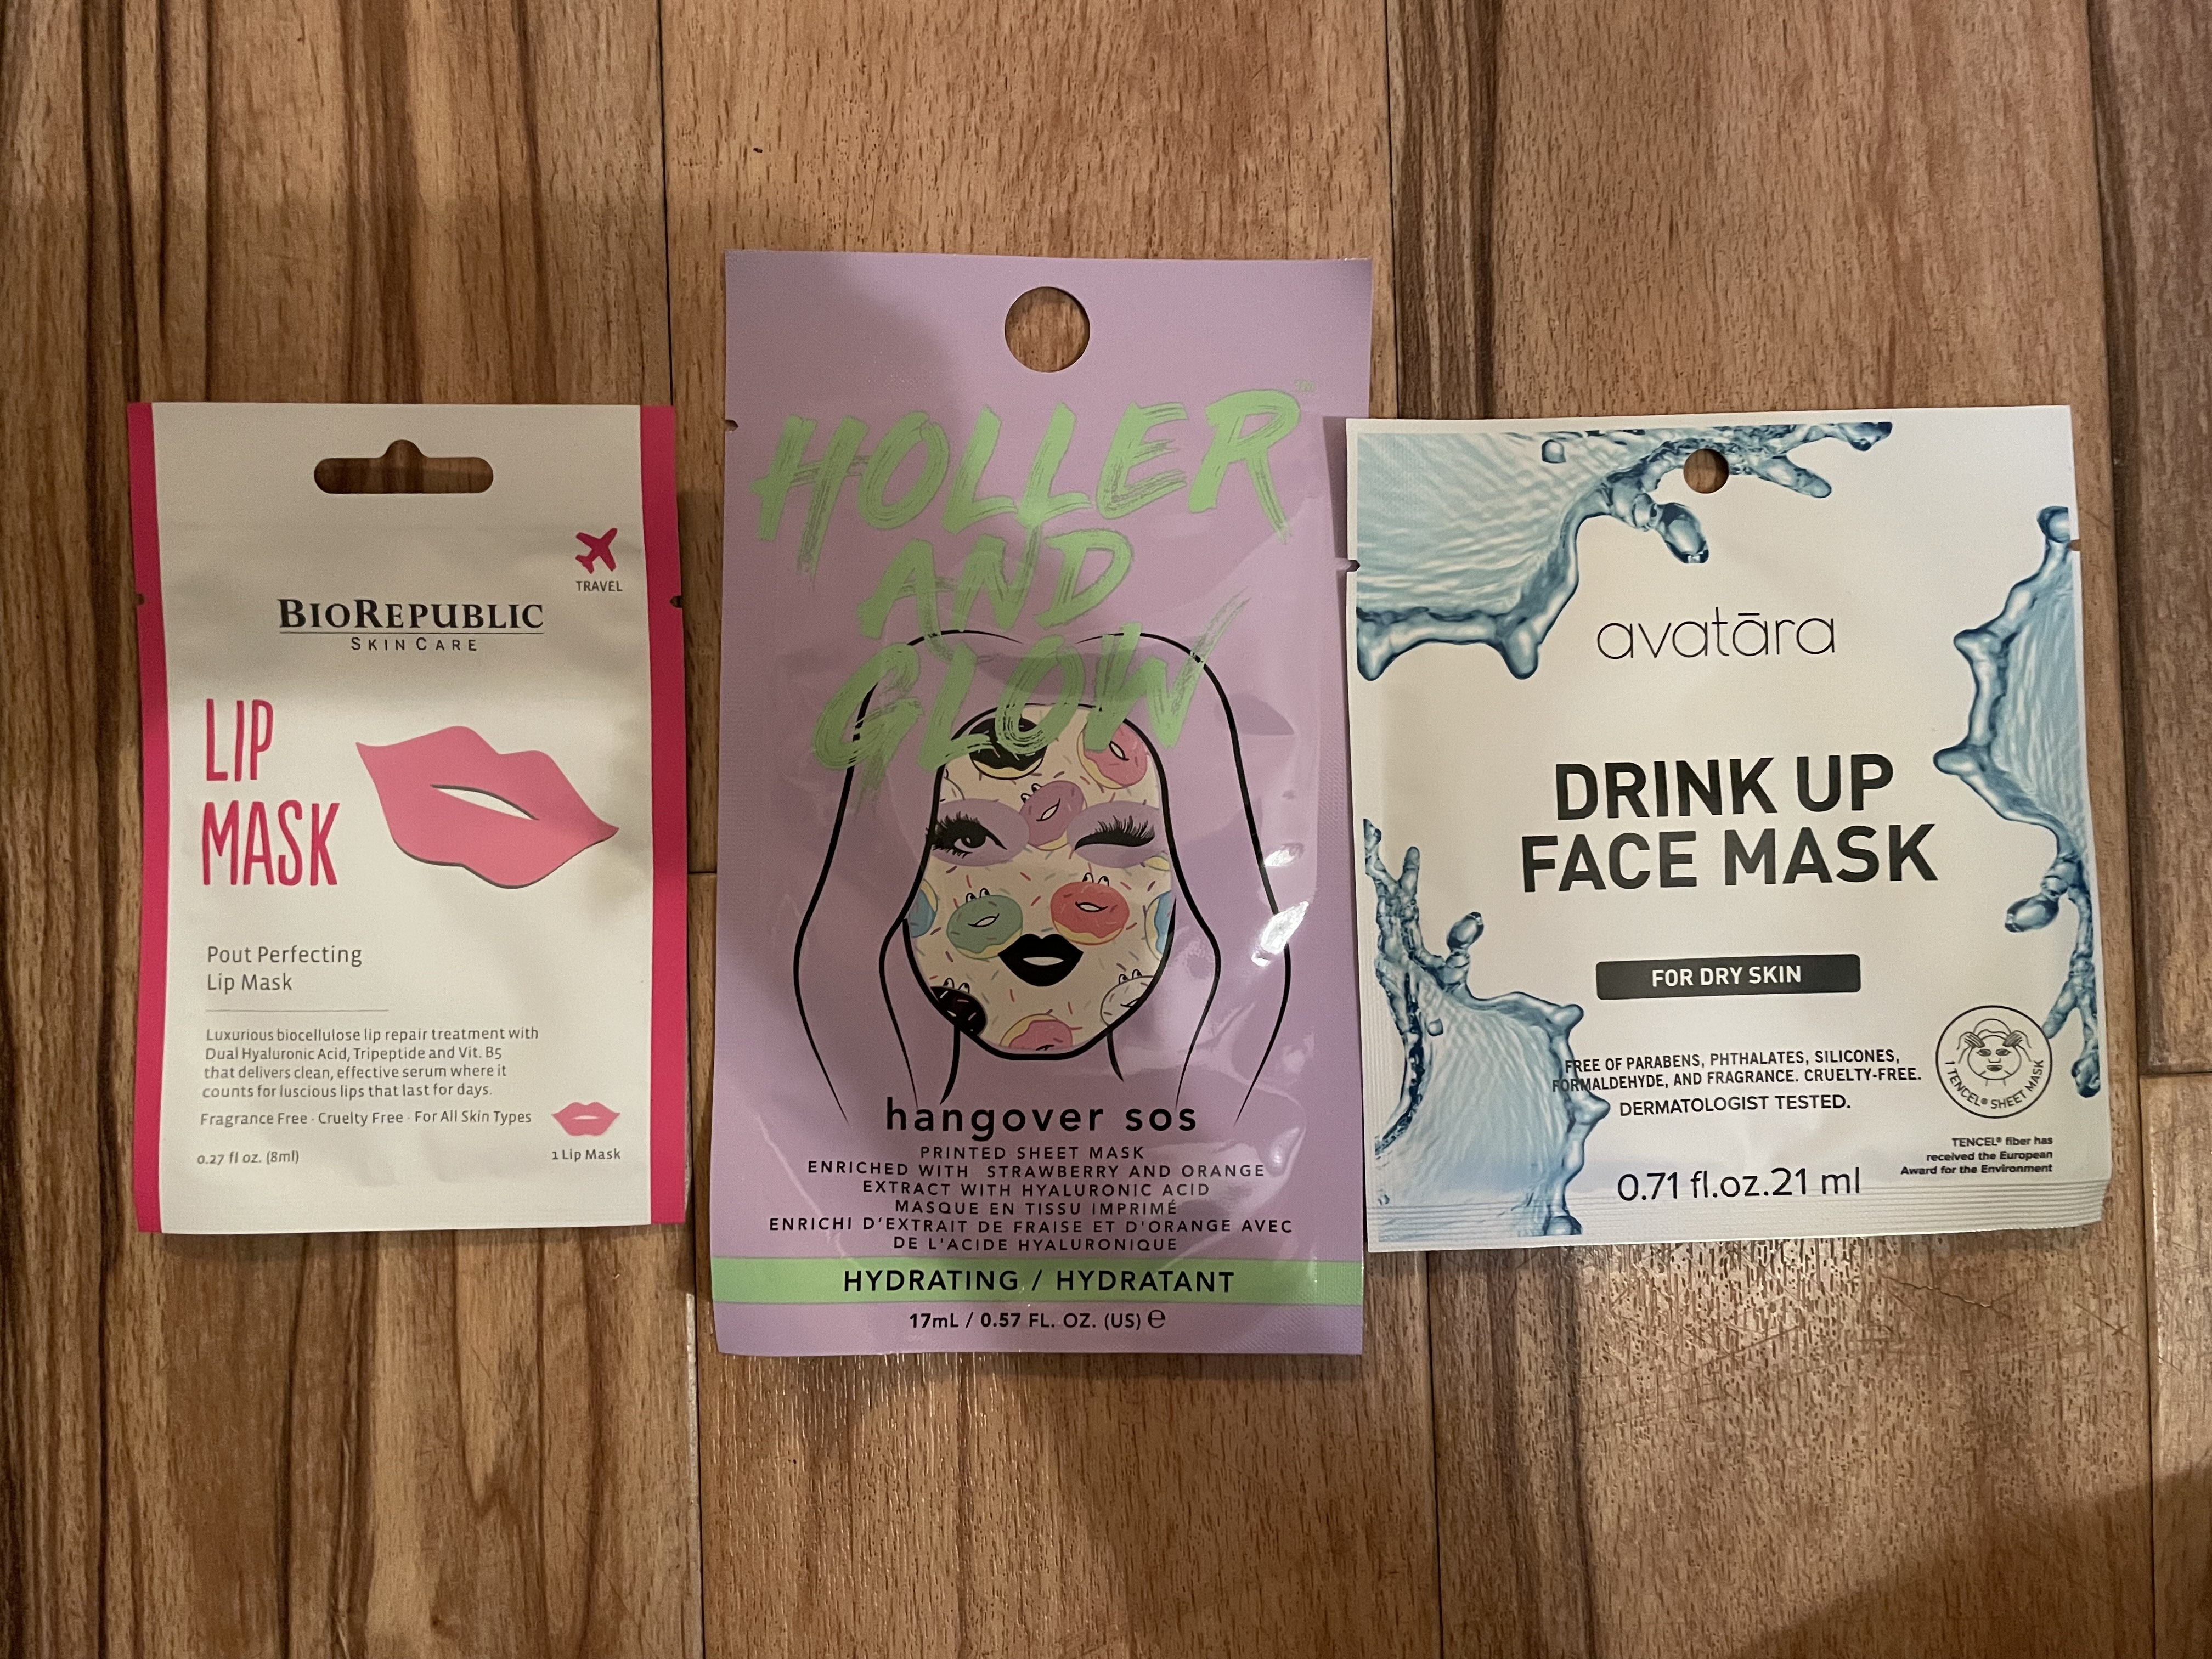 TRAVEL
BIOREPUBLIC
SKINCARE
LIP
MASK
Pout Perfecting
Lip Mask
Luxurious biocellulose lip repair treatment with
Dual Hyaluronic Acid, Tripeptide and Vit. B5
that delivers clean, effective serum where it
counts for luscious lips that last for days.
Fragrance Free · Cruelty Free · For All Skin Types
0.27 fl oz. (8ml)
1 Lip Mask
HOLLER
AND
GLOW
hangover sos
PRINTED SHEET MASK
ENRICHED WITH STRAWBERRY AND ORANGE
EXTRACT WITH HYALURONIC ACID
MASQUE EN TISSU IMPRIMÉ
ENRICHI D'EXTRAIT DE FRAISE ET D'ORANGE AVEC
DE L'ACIDE HYALURONIQUE
HYDRATING / HYDRATANT
17mL / 0.57 FL. OZ. (US) ℮
avatāra
DRINK UP
FACE MASK
FOR DRY SKIN
FREE OF PARABENS, PHTHALATES, SILICONES,
FORMALDEHYDE, AND FRAGRANCE. CRUELTY-FREE.
DERMATOLOGIST TESTED.
1 TENCEL® SHEET MASK
TENCEL® fiber has
received the European
Award for the Environment
0.71 fl.oz.21 ml